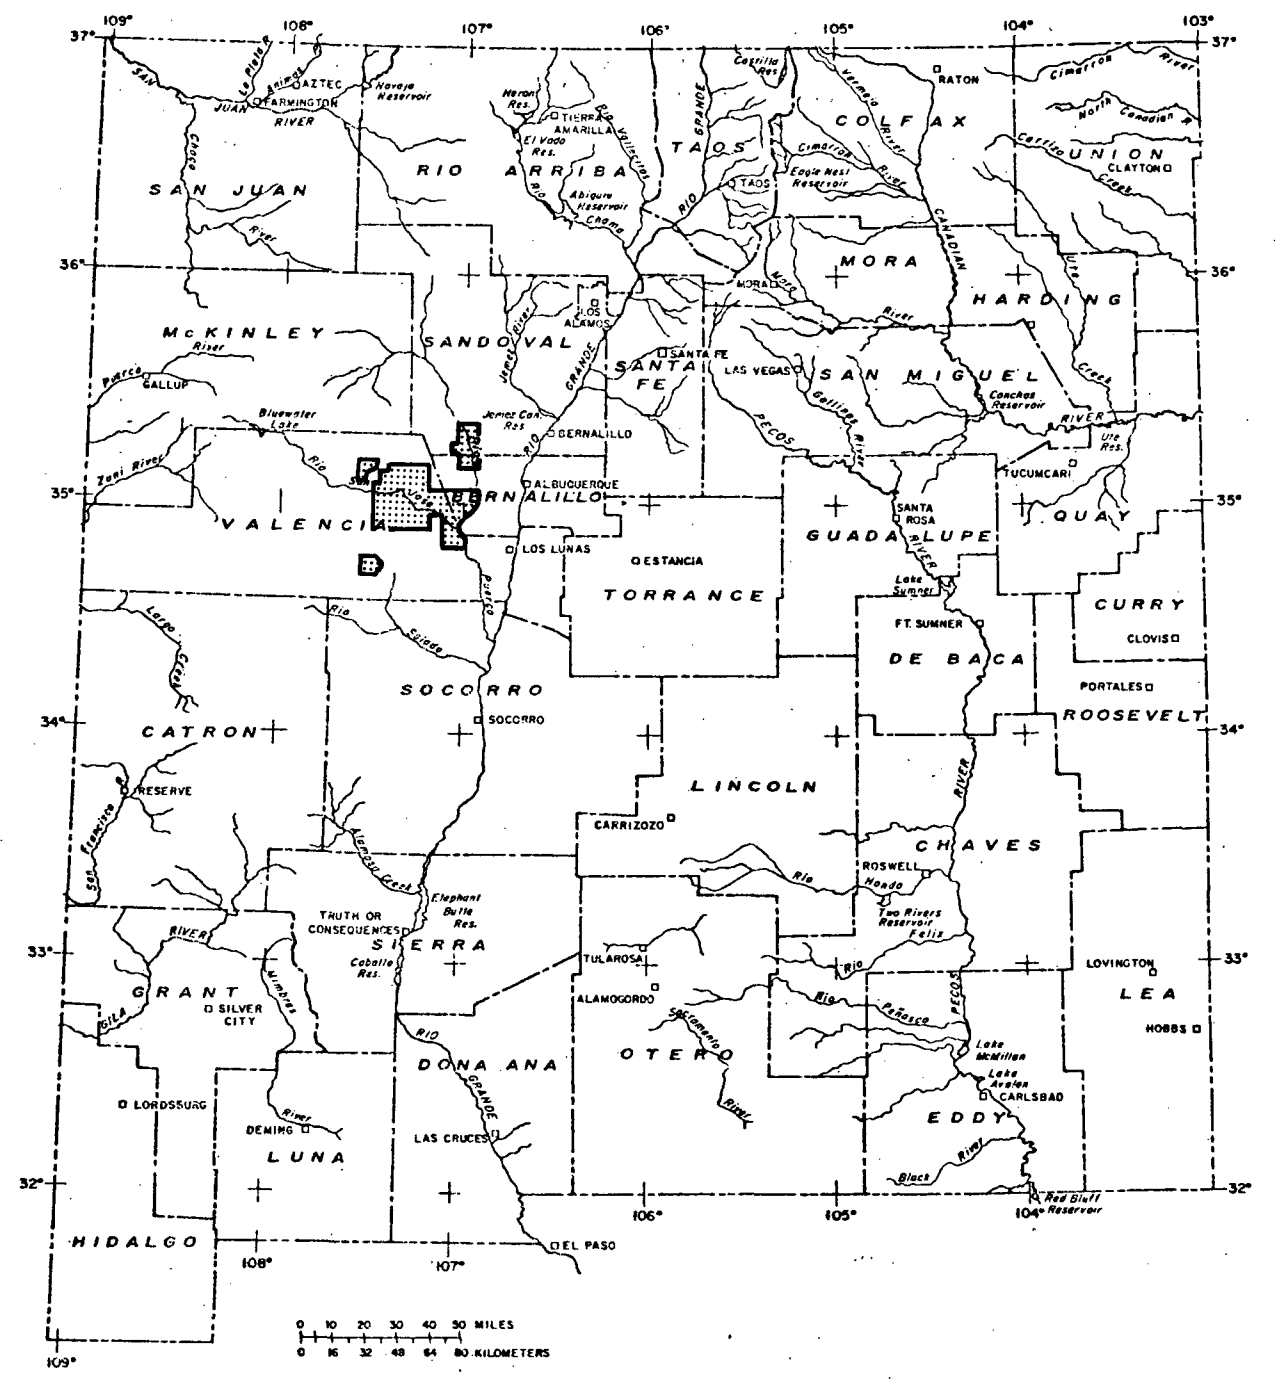 109°
108°
107°
106°
105°
104°
103°
37°
37°
SAN
La Plata R
Animas
AZTEC
FARMINGTON
JUAN
RIVER
Navajo
Reservoir
Heron
Res.
TIERRA
AMARILLA
El Vado
Res.
Rio Vallecitos
Costilla
Res.
GRANDE
TAOS
Vermejo
River
RATON
COLFAX
Cimarron
River
North
Canadian R
Carrizo
UNION
CLAYTON
Creek
Chaco
SAN JUAN
River
RIO ARRIBA
Rio
Abiquiu
Reservoir
Chama
RIO
TAOS
Cimarron
River
Eagle Nest
Reservoir
CANADIAN
Ute
36°
36°
MORA
MORA
Mora
River
HARDING
McKINLEY
River
Puerco
GALLUP
SANDOVAL
Jemez River
LOS
ALAMOS
GRANDE
SANTA FE
SANTA
FE
LAS VEGAS
SAN MIGUEL
Gallinas
River
Creek
Conchas
Reservoir
RIVER
Ute
Res.
Bluewater
Lake
Jemez Can.
Res
BERNALILLO
RIO
PECOS
TUCUMCARI
Zuni River
Rio
San
Jose
ALBUQUERQUE
BERNALILLO
35°
35°
VALENCIA
SANTA
ROSA
QUAY
GUADALUPE
RIVER
LOS LUNAS
ESTANCIA
Lake
Sumner
Puerco
TORRANCE
CURRY
CLOVIS
FT. SUMNER
DE BACA
Largo
Creek
Rio
Salado
PORTALES
ROOSEVELT
SOCORRO
SOCORRO
34°
34°
CATRON
RESERVE
San Francisco R
LINCOLN
RIVER
CARRIZOZO
CHAVES
Alamosa Creek
ROSWELL
Rio
Hondo
Two Rivers
Reservoir
Felix
Rio
Elephant
Butte
Res.
TRUTH OR
CONSEQUENCES
SIERRA
Caballo
Res.
33°
33°
RIVER
GRANT
Mimbres
SILVER
CITY
GILA
TULAROSA
ALAMOGORDO
Sacramento
OTERO
River
Rio
Peñasco
PECOS
LOVINGTON
LEA
HOBBS
Lake
McMillan
Lake
Avalon
CARLSBAD
EDDY
RIO
DONA ANA
GRANDE
LORDSBURG
River
DEMING
LUNA
LAS CRUCES
Black
River
32°
32°
Red Bluff
Reservoir
106°
105°
104°
HIDALGO
EL PASO
108°
107°
109°
0 10 20 30 40 50 MILES
0 16 32 48 64 80 KILOMETERS